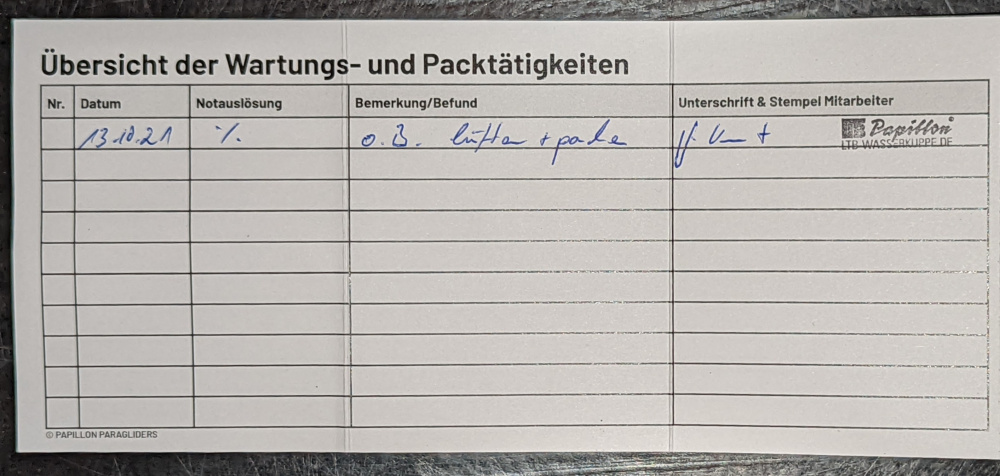 Übersicht der Wartungs- und Packtätigkeiten
Nr. Datum Notauslösung Bemerkung/Befund Unterschrift & Stempel Mitarbeiter
13.10.21 ./. o.B. lüften + packen Papillon®
LTB-WASSERKUPPE.DE
© PAPILLON PARAGLIDERS